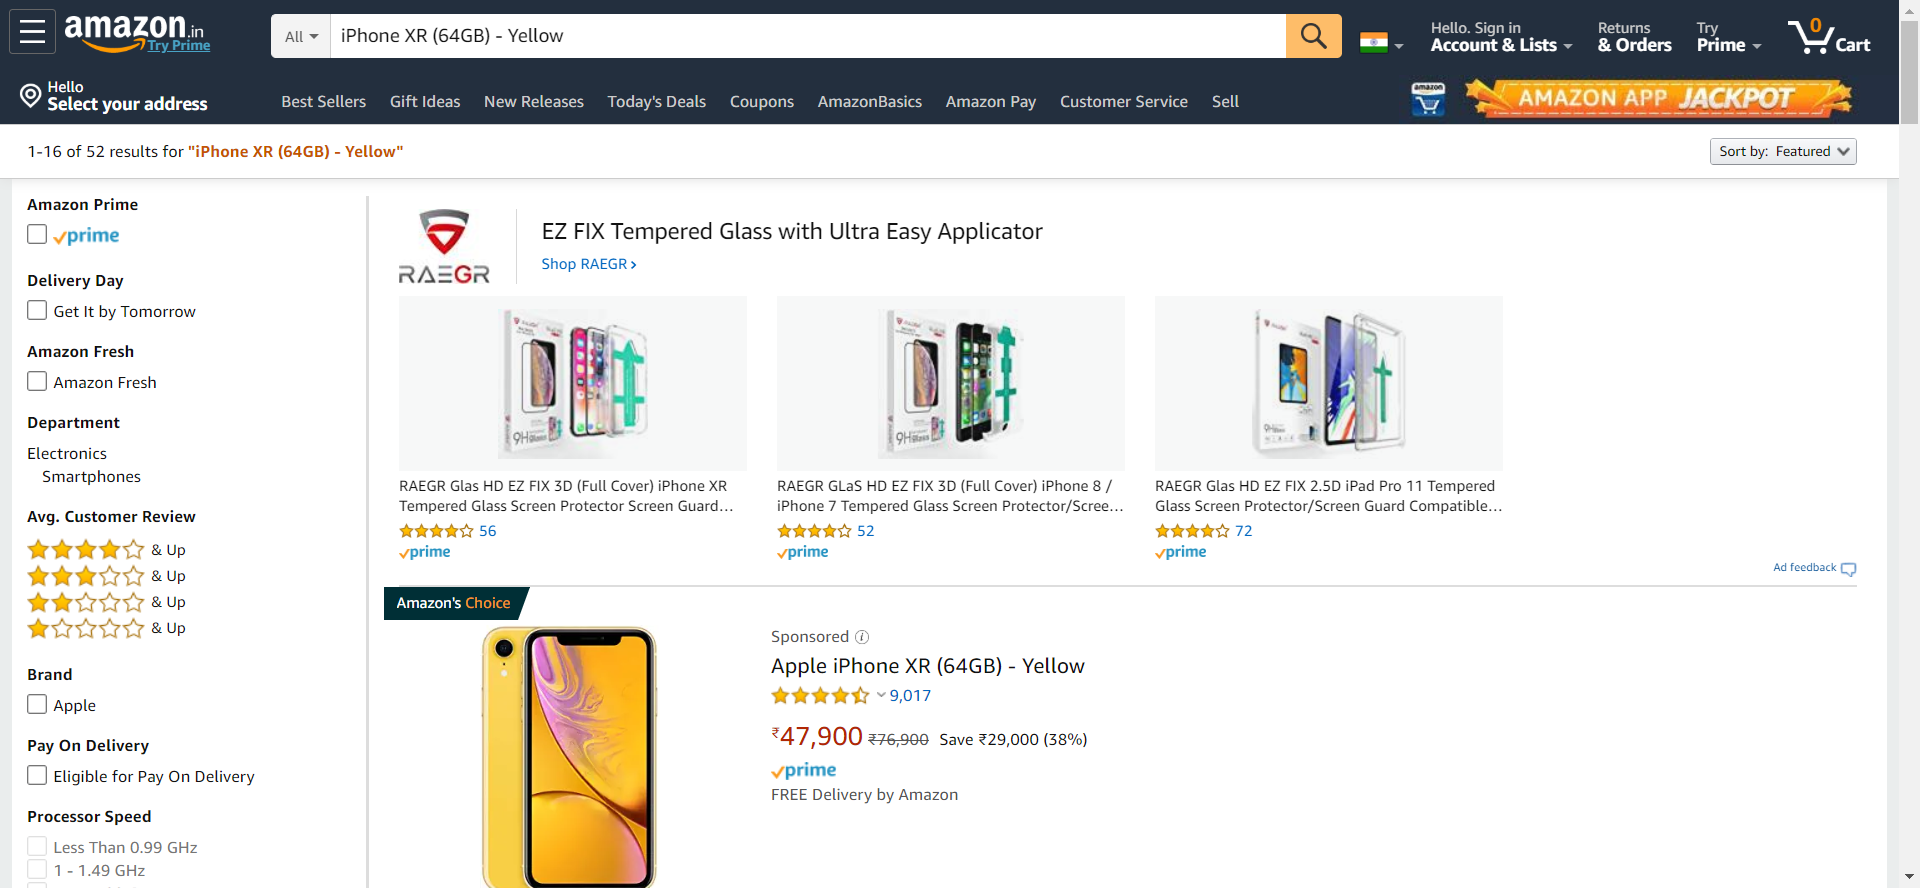 amazon.in
Try Prime
All
iPhone XR (64GB) - Yellow
Hello. Sign in
Account & Lists
Returns
& Orders
Try
Prime
0
Cart
Hello
Select your address
Best Sellers
Gift Ideas
New Releases
Today's Deals
Coupons
AmazonBasics
Amazon Pay
Customer Service
Sell
amazon
AMAZON APP JACKPOT
1-16 of 52 results for "iPhone XR (64GB) - Yellow"
Sort by: Featured
Amazon Prime
prime
Delivery Day
Get It by Tomorrow
Amazon Fresh
Amazon Fresh
Department
Electronics
Smartphones
Avg. Customer Review
& Up
& Up
& Up
& Up
Brand
Apple
Pay On Delivery
Eligible for Pay On Delivery
Processor Speed
Less Than 0.99 GHz
1 - 1.49 GHz
RAEGR
EZ FIX Tempered Glass with Ultra Easy Applicator
Shop RAEGR ›
9H Glass
RAEGR Glas HD EZ FIX 3D (Full Cover) iPhone XR
Tempered Glass Screen Protector Screen Guard…
56
prime
9H Glass
RAEGR GLaS HD EZ FIX 3D (Full Cover) iPhone 8 /
iPhone 7 Tempered Glass Screen Protector/Scree…
52
prime
RAEGR Glas HD EZ FIX 2.5D iPad Pro 11 Tempered
Glass Screen Protector/Screen Guard Compatible…
72
prime
Ad feedback
Amazon's Choice
Sponsored
Apple iPhone XR (64GB) - Yellow
9,017
₹47,900 ₹76,900 Save ₹29,000 (38%)
prime
FREE Delivery by Amazon